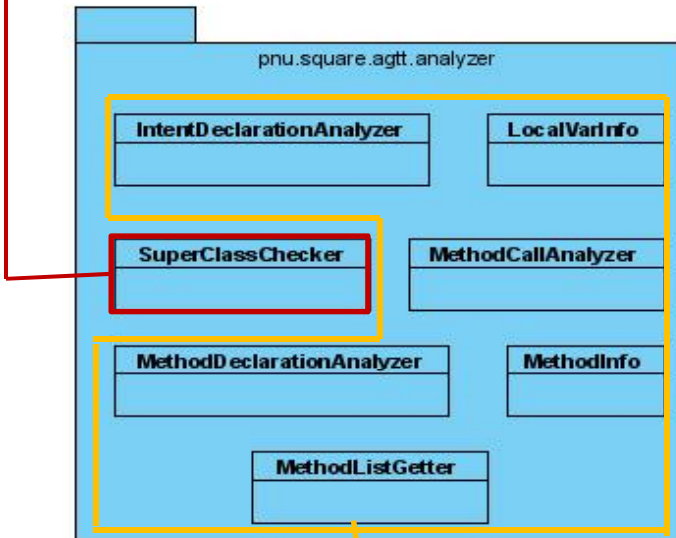 pnu.square.agtt.analyzer
IntentDeclarationAnalyzer
LocalVarInfo
SuperClassChecker
MethodCallAnalyzer
MethodDeclarationAnalyzer
MethodInfo
MethodListGetter